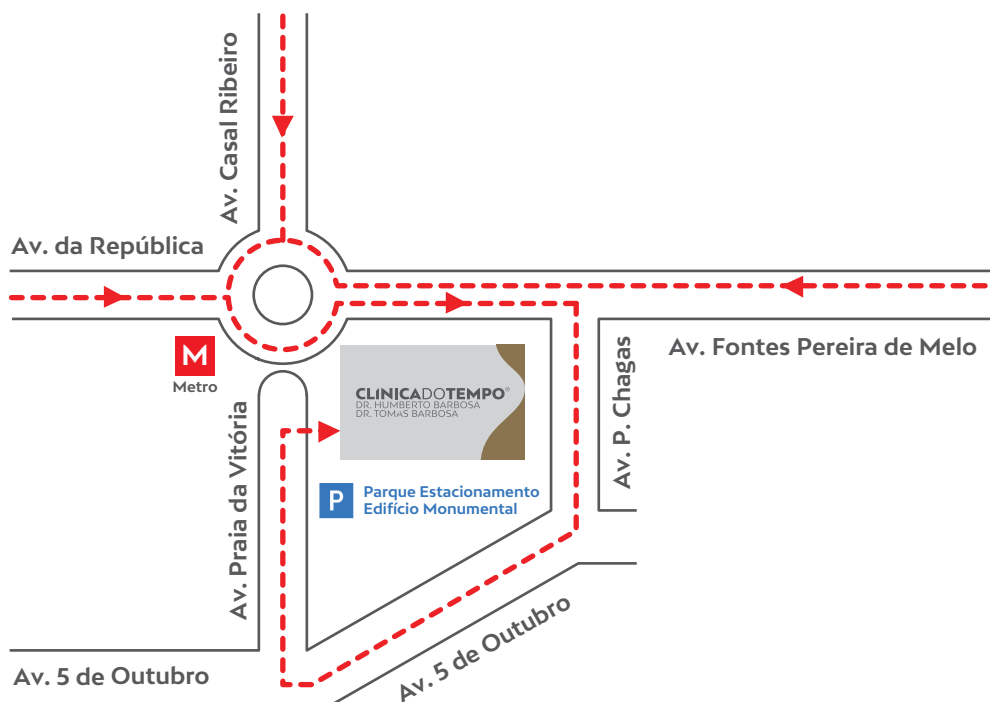 Av. Casal Ribeiro
Av. da República
M
Metro
Av. Fontes Pereira de Melo
Av. P. Chagas
CLÍNICADOTEMPO®
DR. HUMBERTO BARBOSA
DR. TOMÁS BARBOSA
P
Parque Estacionamento
Edifício Monumental
Av. Praia da Vitória
Av. 5 de Outubro
Av. 5 de Outubro